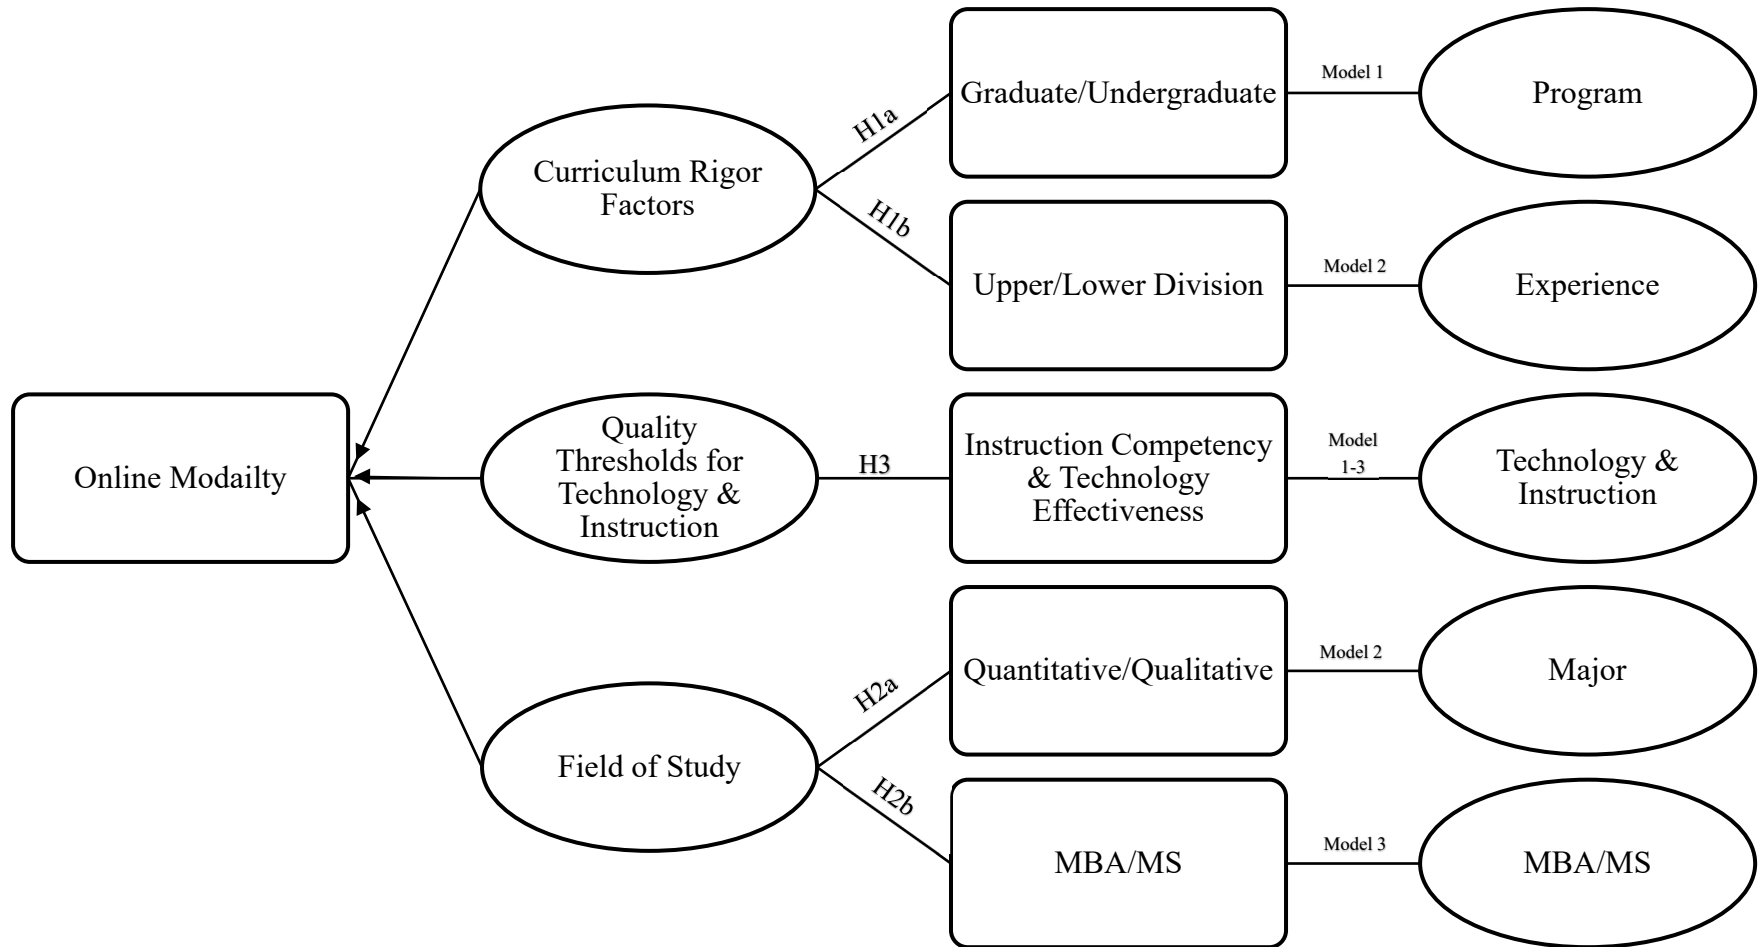 Graduate/Undergraduate
Model 1
Program
H1a
Curriculum Rigor
Factors
H1b
Upper/Lower Division
Model 2
Experience
Online Modailty
Quality
Thresholds for
Technology &
Instruction
H3
Instruction Competency
& Technology
Effectiveness
Model
1-3
Technology &
Instruction
H2a
Quantitative/Qualitative
Model 2
Major
Field of Study
H2b
MBA/MS
Model 3
MBA/MS